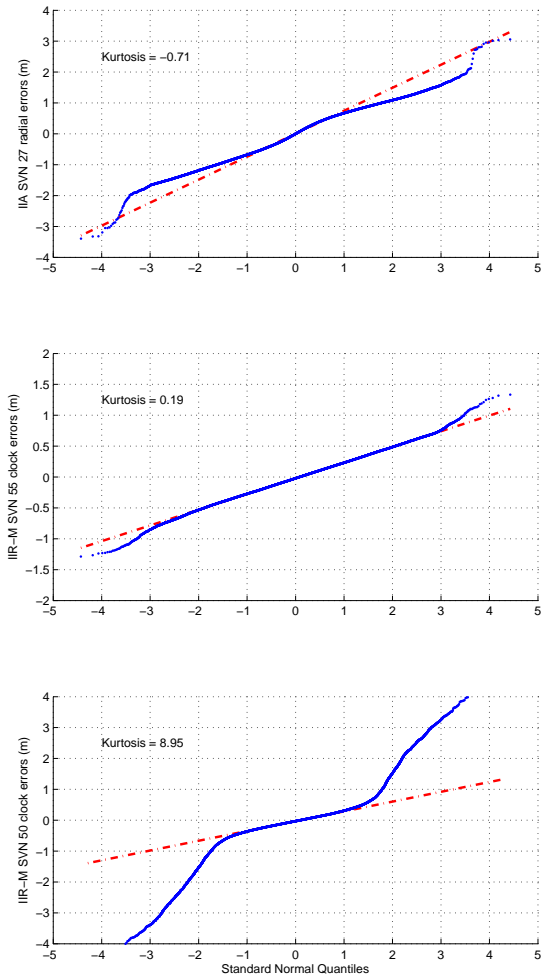 4
3
2
1
0
−1
−2
−3
−4
IIA SVN 27 radial errors (m)
Kurtosis = −0.71
−5 −4 −3 −2 −1 0 1 2 3 4 5
2
1.5
1
0.5
0
−0.5
−1
−1.5
−2
IIR−M SVN 55 clock errors (m)
Kurtosis = 0.19
−5 −4 −3 −2 −1 0 1 2 3 4 5
4
3
2
1
0
−1
−2
−3
−4
IIR−M SVN 50 clock errors (m)
Kurtosis = 8.95
−5 −4 −3 −2 −1 0 1 2 3 4 5
Standard Normal Quantiles